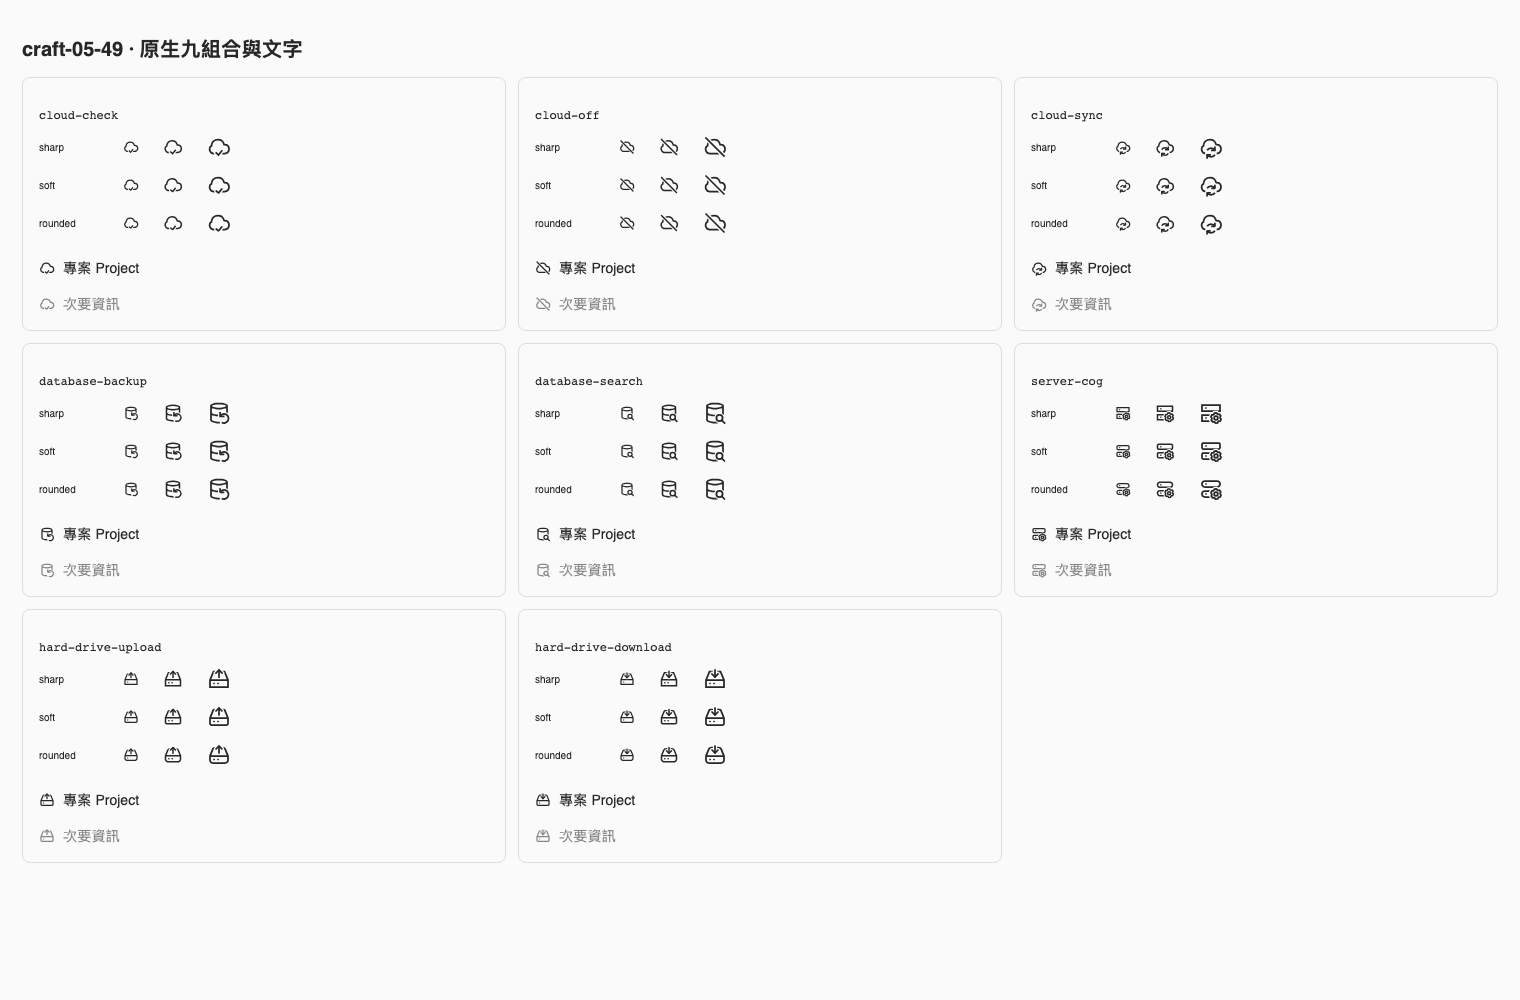 craft-05-49 · 原生九組合與文字
cloud-check
sharp
soft
rounded
專案 Project
次要資訊
cloud-off
sharp
soft
rounded
專案 Project
次要資訊
cloud-sync
sharp
soft
rounded
專案 Project
次要資訊
database-backup
sharp
soft
rounded
專案 Project
次要資訊
database-search
sharp
soft
rounded
專案 Project
次要資訊
server-cog
sharp
soft
rounded
專案 Project
次要資訊
hard-drive-upload
sharp
soft
rounded
專案 Project
次要資訊
hard-drive-download
sharp
soft
rounded
專案 Project
次要資訊